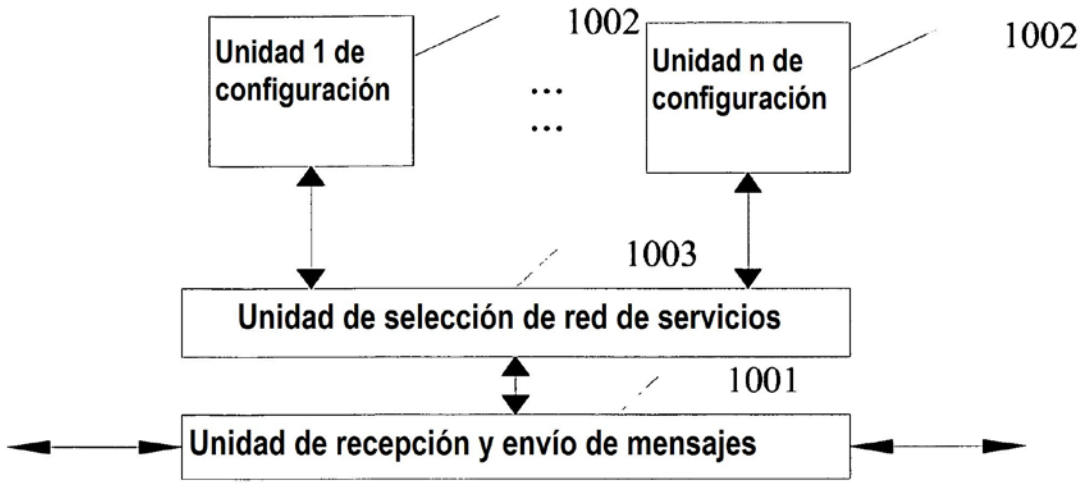 1002
Unidad 1 de
configuración
1002
Unidad n de
configuración
...
...
1003
Unidad de selección de red de servicios
1001
Unidad de recepción y envío de mensajes